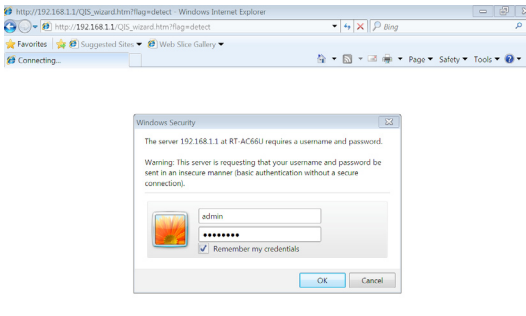 http://192.168.1.1/QIS_wizard.htm?flag=detect - Windows Internet Explorer
http://192.168.1.1/QIS_wizard.htm?flag=detect
Bing
Favorites
Suggested Sites
Web Slice Gallery
Connecting...
Page
Safety
Tools
Windows Security
The server 192.168.1.1 at RT-AC66U requires a username and password.
Warning: This server is requesting that your username and password be
sent in an insecure manner (basic authentication without a secure
connection).
admin
••••••••
Remember my credentials
OK
Cancel